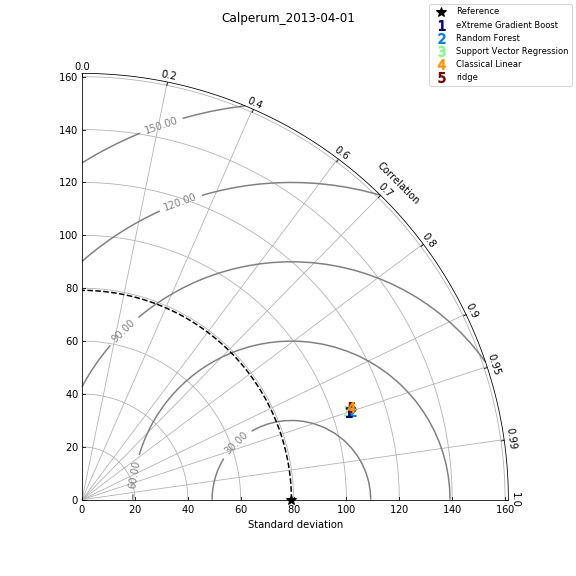 Calperum_2013-04-01
Reference
1 eXtreme Gradient Boost
2 Random Forest
3 Support Vector Regression
4 Classical Linear
5 ridge
0.0
0.2
0.4
0.6
Correlation
0.7
0.8
0.9
0.95
0.99
1.0
160
140
120
100
80
60
40
20
0
150.00
120.00
90.00
60.00
30.00
0 20 40 60 80 100 120 140 160
Standard deviation